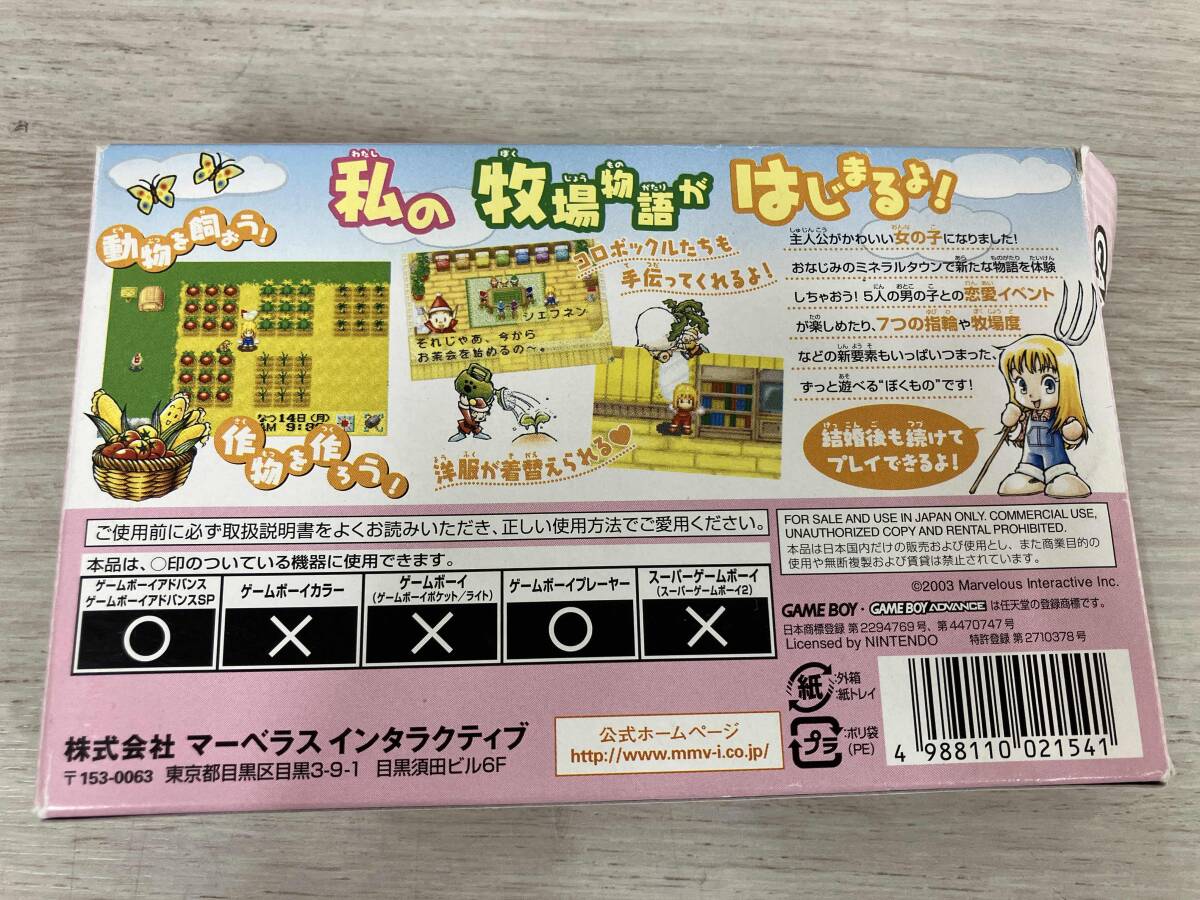 私の 牧場物語が はじまるよ!
動物を飼おう!
なつ14日(月)
AM 9:30
作物を作ろう!
コロボックルたちも
手伝ってくれるよ!
シェフネン
それじゃあ、今から
お茶会を始めるの〜。
洋服が着替えられる♥
主人公がかわいい女の子になりました!
おなじみのミネラルタウンで新たな物語を体験
しちゃおう! 5人の男の子との恋愛イベント
が楽しめたり、7つの指輪や牧場度
などの新要素もいっぱいつまった、
ずっと遊べる"ぼくもの"です!
結婚後も続けて
プレイできるよ!
ご使用前に必ず取扱説明書をよくお読みいただき、正しい使用方法でご愛用ください。
本品は、○印のついている機器に使用できます。
ゲームボーイアドバンス
ゲームボーイアドバンスSP
ゲームボーイカラー
ゲームボーイ
(ゲームボーイポケット/ライト)
ゲームボーイプレーヤー
スーパーゲームボーイ
(スーパーゲームボーイ2)
○ × × ○ ×
FOR SALE AND USE IN JAPAN ONLY. COMMERCIAL USE,
UNAUTHORIZED COPY AND RENTAL PROHIBITED.
本品は日本国内だけの販売および使用とし、また商業目的の
使用や無断複製および賃貸は禁止されています。
©2003 Marvelous Interactive Inc.
GAME BOY・GAME BOY ADVANCE は任天堂の登録商標です。
日本商標登録 第2294769号、第4470747号
Licensed by NINTENDO 特許登録 第2710378号
紙 :外箱
:紙トレイ
プラ :ポリ袋
(PE)
4 988110 021541
株式会社 マーベラス インタラクティブ
〒153-0063 東京都目黒区目黒3-9-1 目黒須田ビル6F
公式ホームページ
http://www.mmv-i.co.jp/